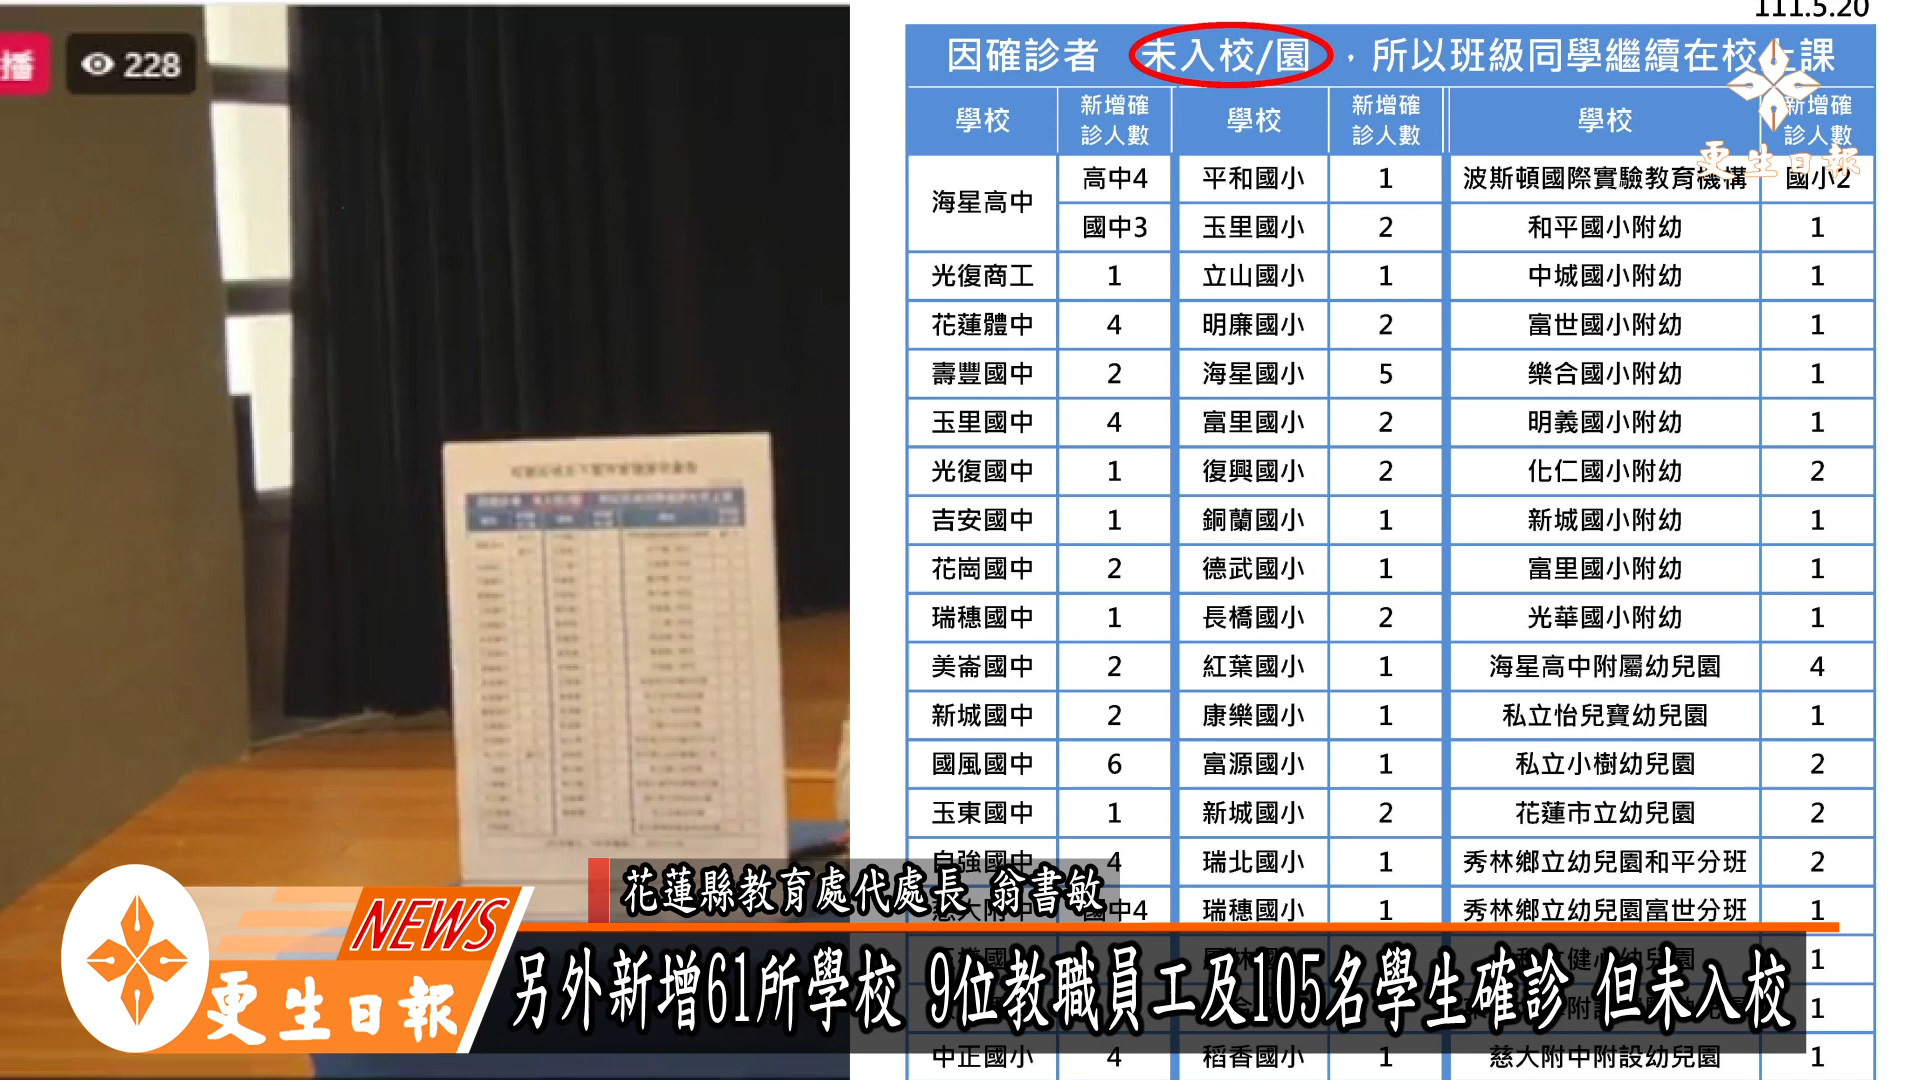 播 228
111.5.20
因確診者 未入校/園，所以班級同學繼續在校上課
學校 新增確診人數 學校 新增確診人數 學校 新增確診人數
更生日報
海星高中 高中4 平和國小 1 波斯頓國際實驗教育機構 國小2
國中3 玉里國小 2 和平國小附幼 1
光復商工 1 立山國小 1 中城國小附幼 1
花蓮體中 4 明廉國小 2 富世國小附幼 1
壽豐國中 2 海星國小 5 樂合國小附幼 1
玉里國中 4 富里國小 2 明義國小附幼 1
光復國中 1 復興國小 2 化仁國小附幼 2
吉安國中 1 銅蘭國小 1 新城國小附幼 1
花崗國中 2 德武國小 1 富里國小附幼 1
瑞穗國中 1 長橋國小 2 光華國小附幼 1
美崙國中 2 紅葉國小 1 海星高中附屬幼兒園 4
新城國中 2 康樂國小 1 私立怡兒寶幼兒園 1
國風國中 6 富源國小 1 私立小樹幼兒園 2
玉東國中 1 新城國小 2 花蓮市立幼兒園 2
自強國中 4 瑞北國小 1 秀林鄉立幼兒園和平分班 2
慈大附中 國中4 瑞穗國小 1 秀林鄉立幼兒園富世分班 1
1
1
中正國小 4 稻香國小 1 慈大附中附設幼兒園 1
花蓮縣教育處代處長 翁書敏
NEWS
更生日報
另外新增61所學校 9位教職員工及105名學生確診 但未入校